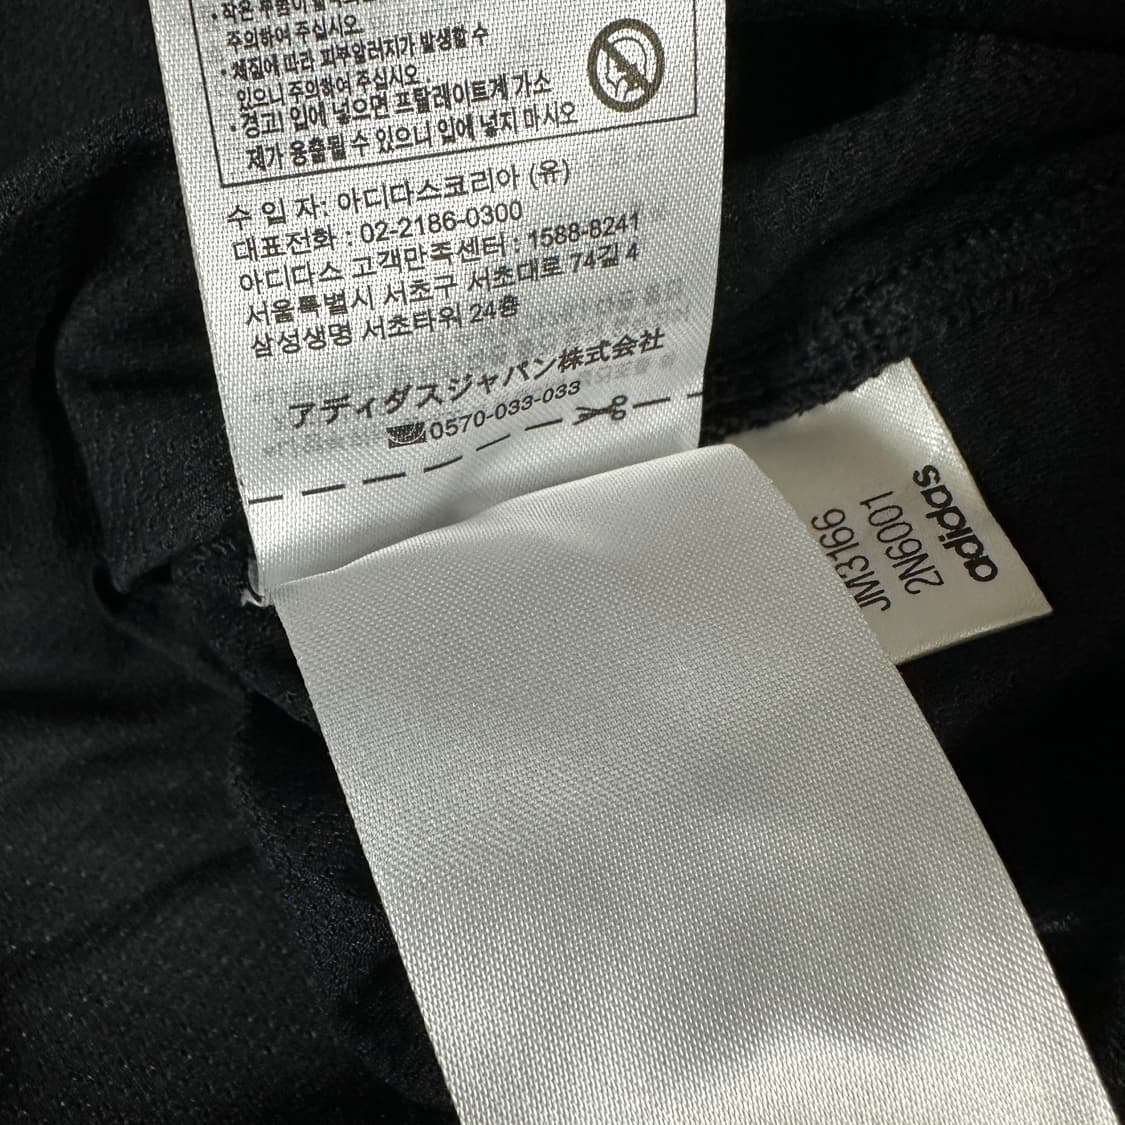 · 작은 부품이
주의하여 주십시오.
· 체질에 따라 피부알러지가 발생할 수
있으니 주의하여 주십시오.
· 경고! 입에 넣으면 프탈레이트계 가소
제가 용출될 수 있으니 입에 넣지 마시오
수 입 자: 아디다스코리아 (유)
대표전화 : 02-2186-0300
아디다스 고객만족센터 : 1588-8241
서울특별시 서초구 서초대로 74길 4
삼성생명 서초타워 24층
アディダスジャパン株式会社
0570-033-033
adidas
2N6001
JM3166